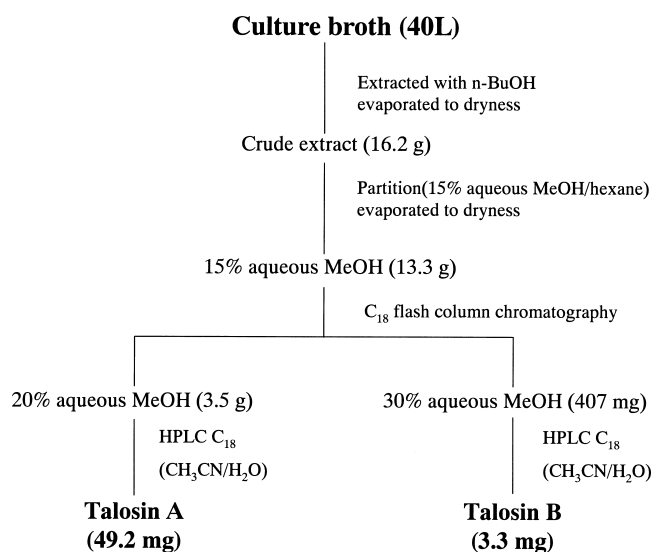 Culture broth (40L)
Extracted with n-BuOH
evaporated to dryness
Crude extract (16.2 g)
Partition(15% aqueous MeOH/hexane)
evaporated to dryness
15% aqueous MeOH (13.3 g)
C18 flash column chromatography
20% aqueous MeOH (3.5 g)
HPLC C18
(CH3CN/H2O)
Talosin A
(49.2 mg)
30% aqueous MeOH (407 mg)
HPLC C18
(CH3CN/H2O)
Talosin B
(3.3 mg)